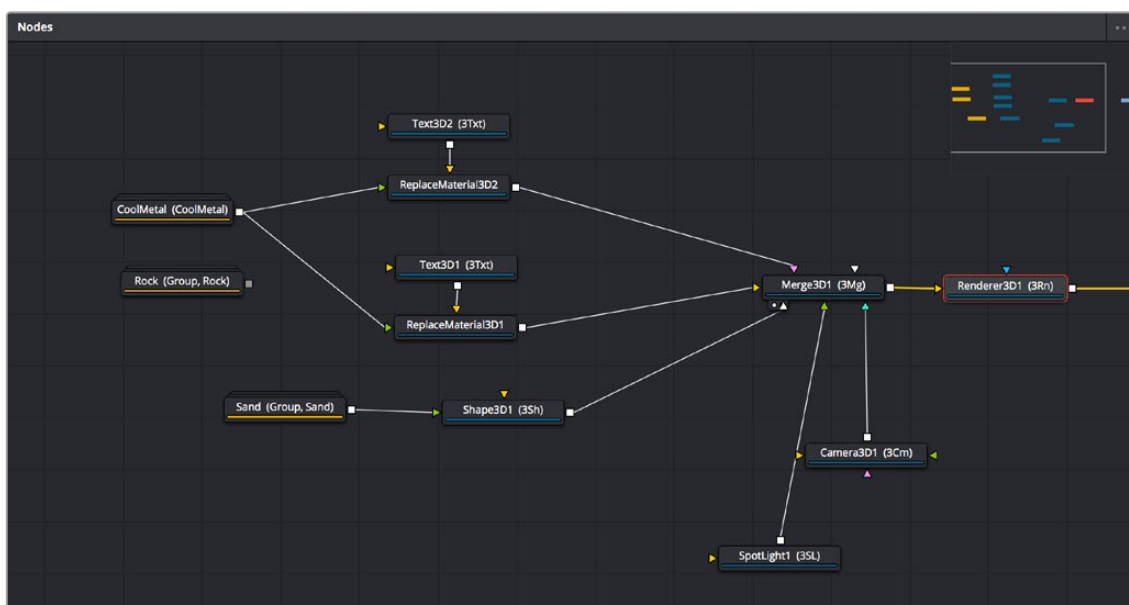 Nodes
Text3D2 (3Txt)
ReplaceMaterial3D2
CoolMetal (CoolMetal)
Text3D1 (3Txt)
Rock (Group, Rock)
Merge3D1 (3Mg)
Renderer3D1 (3Rn)
ReplaceMaterial3D1
Sand (Group, Sand)
Shape3D1 (3Sh)
Camera3D1 (3Cm)
SpotLight1 (3SL)